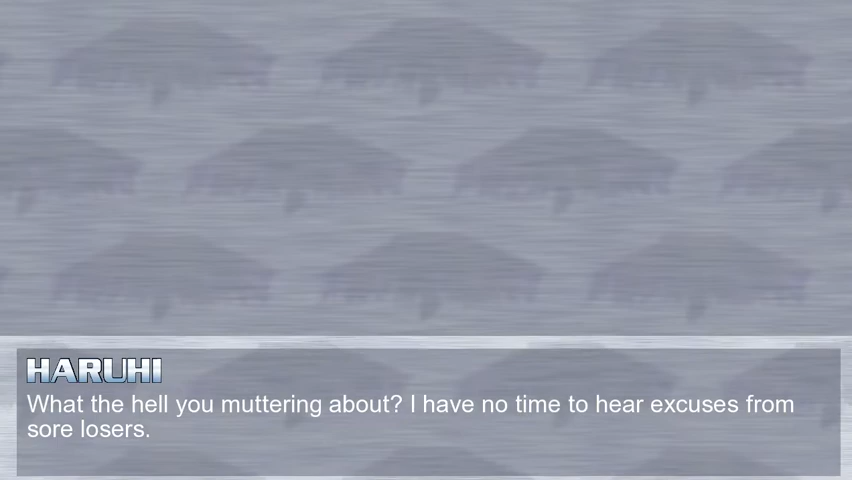 HARUHI
What the hell you muttering about? I have no time to hear excuses from
sore losers.